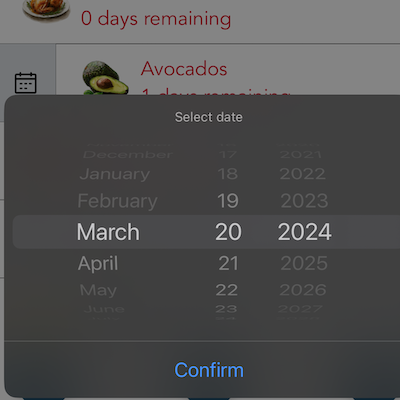 0 days remaining
Avocados
1 days remaining
Select date
December 17 2021
January 18 2022
February 19 2023
March 20 2024
April 21 2025
May 22 2026
June 23 2027
Confirm